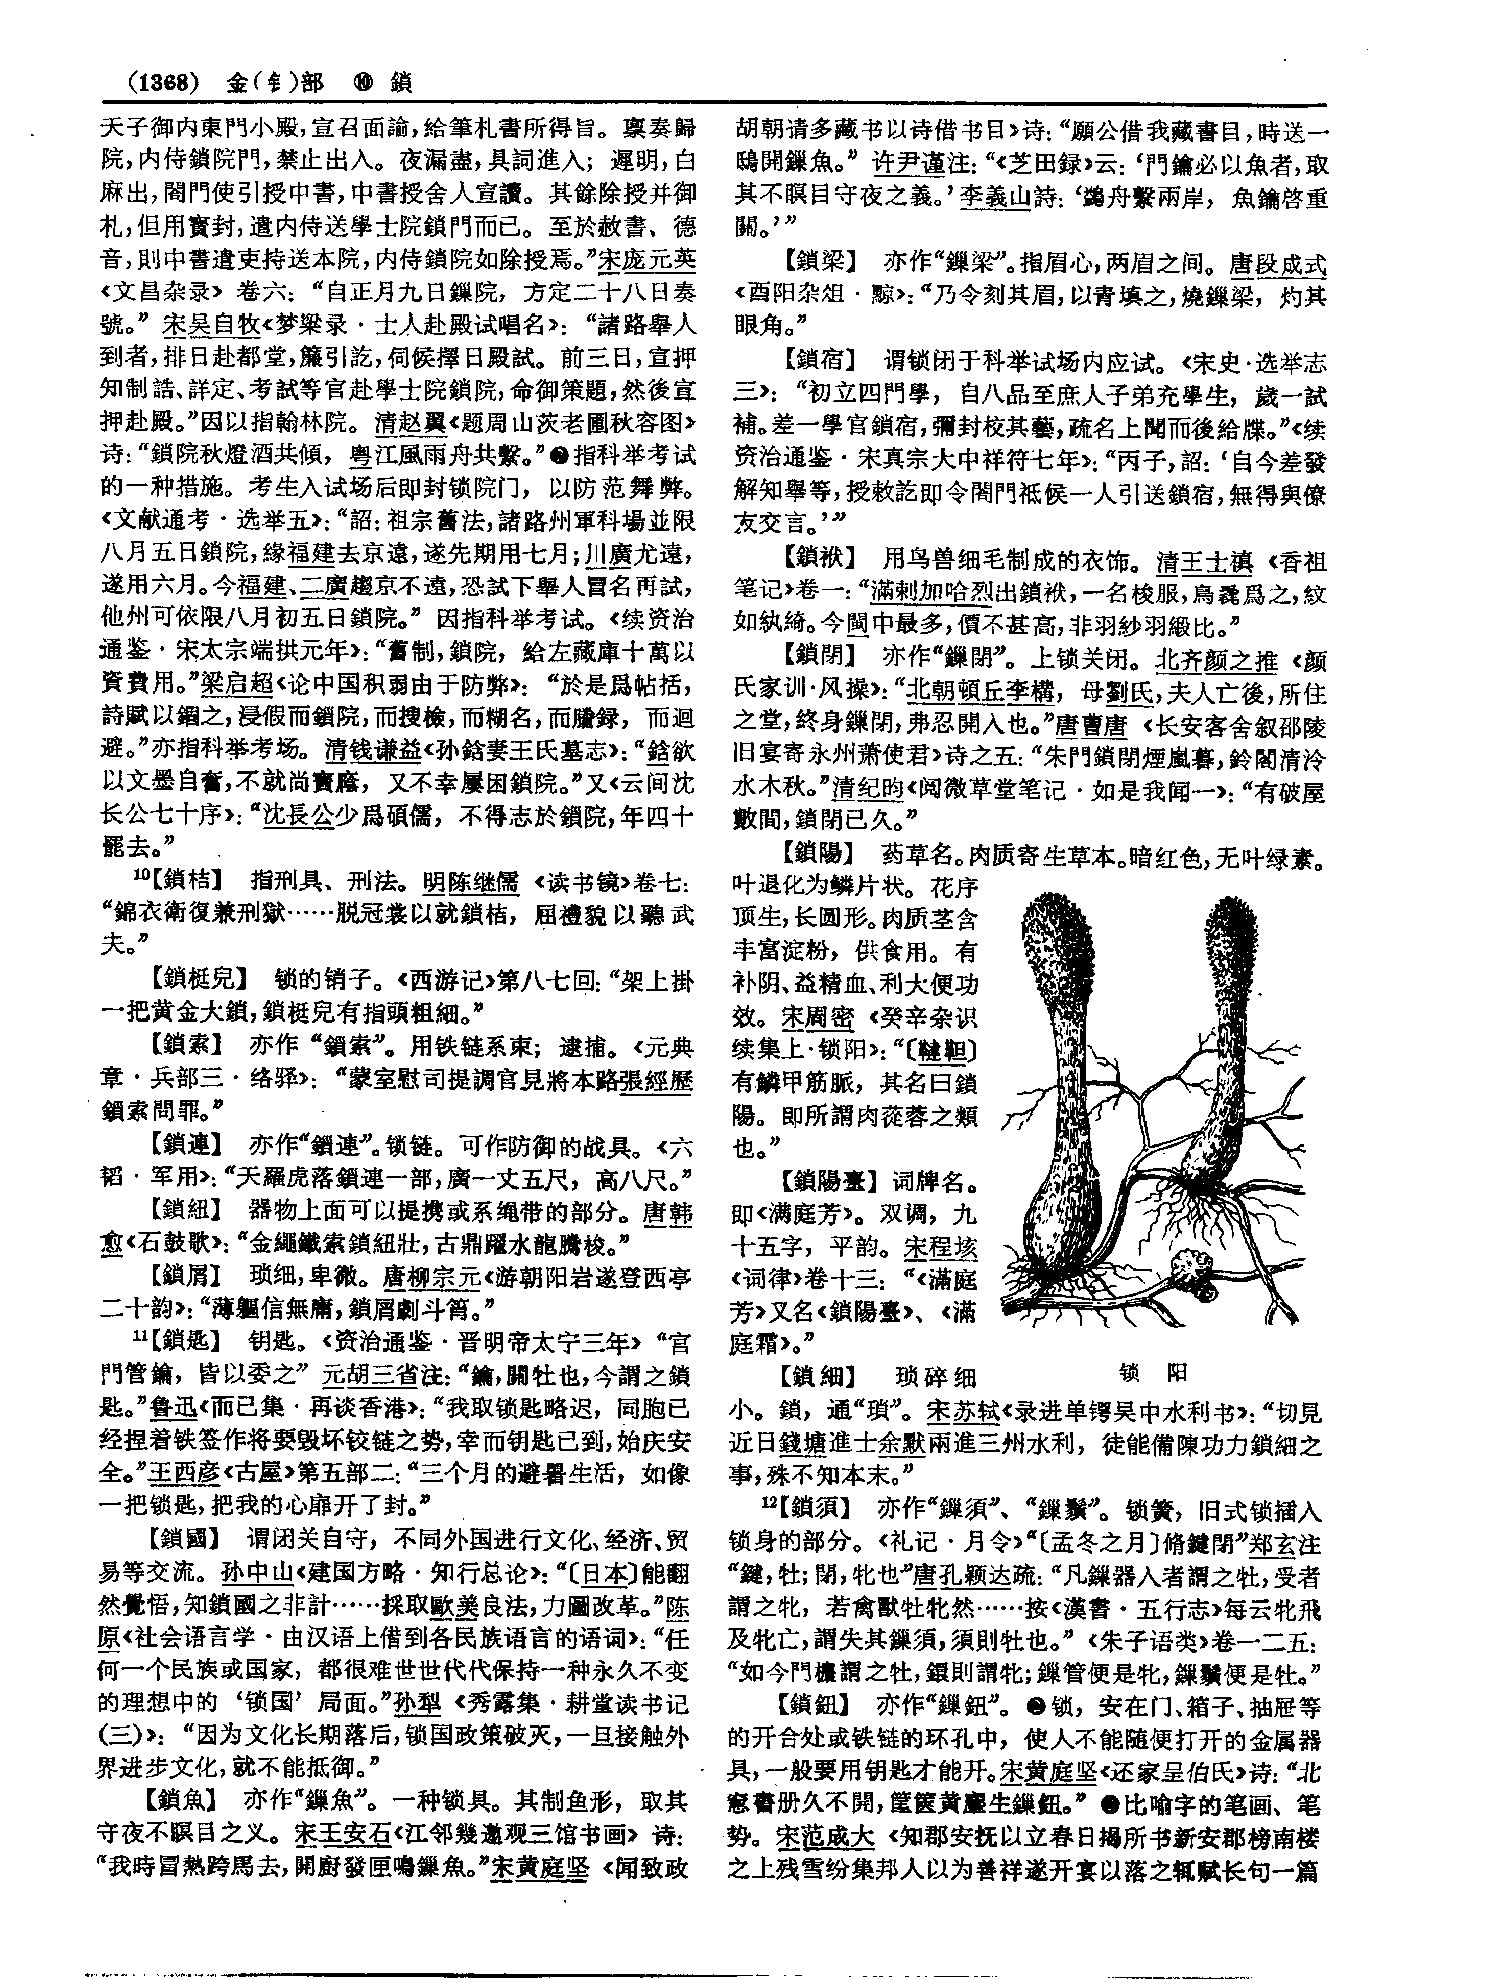 (1368) 金(钅)部 ⑩ 鎖
天子御内東門小殿，宣召面諭，給筆札書所得旨。稟奏歸
院，内侍鎖院門，禁止出入。夜漏盡，具詞進入；遲明，白
麻出，閤門使引授中書，中書授舍人宣讀。其餘除授并御
札，但用寶封，遣内侍送學士院鎖門而已。至於赦書、德
音，則中書遣吏持送本院，内侍鎖院如除授焉。”宋庞元英
《文昌杂录》卷六：“自正月九日鏁院，方定二十八日奏
號。”宋吴自牧《梦粱录·士人赴殿试唱名》：“諸路舉人
到者，排日赴都堂，簾引訖，伺候擇日殿試。前三日，宣押
知制誥、詳定、考試等官赴學士院鎖院，命御策題，然後宣
押赴殿。”因以指翰林院。清赵翼《题周山茨老圃秋容图》
诗：“鎖院秋燈酒共傾，粤江風雨舟共繫。”❷指科举考试
的一种措施。考生入试场后即封锁院门，以防范舞弊。
《文献通考·选举五》：“詔：祖宗舊法，諸路州軍科場並限
八月五日鎖院，緣福建去京遠，遂先期用七月；川廣尤遠，
遂用六月。今福建、二廣趨京不遠，恐試下舉人冒名再試，
他州可依限八月初五日鎖院。”因指科举考试。《续资治
通鉴·宋太宗端拱元年》：“舊制，鎖院，給左藏庫十萬以
資費用。”梁启超《论中国积弱由于防弊》：“於是爲帖括，
詩賦以錮之，浸假而鎖院，而搜檢，而糊名，而謄録，而迴
避。”亦指科举考场。清钱谦益《孙鋡妻王氏墓志》：“鋡欲
以文墨自奮，不就尚寶廕，又不幸屢困鎖院。”又《云间沈
长公七十序》：“沈長公少爲碩儒，不得志於鎖院，年四十
罷去。”
10【鎖桔】 指刑具、刑法。明陈继儒《读书镜》卷七：
“錦衣衛復兼刑獄……脱冠裳以就鎖桔，屈禮貌以聽武
夫。”
【鎖梃兒】 锁的销子。《西游记》第八七回：“架上掛
一把黄金大鎖，鎖梃兒有指頭粗細。”
【鎖索】 亦作“鎻索”。用铁链系束；逮捕。《元典
章·兵部三·络驿》：“蒙室慰司提調官見將本路張經歷
鎻索問罪。”
【鎖連】 亦作“鎻連”。锁链。可作防御的战具。《六
韬·军用》：“天羅虎落鎻連一部，廣一丈五尺，高八尺。”
【鎖紐】 器物上面可以提携或系绳带的部分。唐韩
愈《石鼓歌》：“金繩鐵索鎖紐壯，古鼎躍水龍騰梭。”
【鎖屑】 琐细，卑微。唐柳宗元《游朝阳岩遂登西亭
二十韵》：“薄軀信無庸，鎖屑劇斗筲。”
11【鎖匙】 钥匙。《资治通鉴·晋明帝太宁三年》“宫
門管鑰，皆以委之”元胡三省注：“鑰，關牡也，今謂之鎖
匙。”鲁迅《而已集·再谈香港》：“我取锁匙略迟，同胞已
经捏着铁签作将要毁坏铰链之势，幸而钥匙已到，始庆安
全。”王西彦《古屋》第五部二：“三个月的避暑生活，如像
一把锁匙，把我的心扉开了封。”
【鎖國】 谓闭关自守，不同外国进行文化、经济、贸
易等交流。孙中山《建国方略·知行总论》：“〔日本〕能翻
然覺悟，知鎖國之非計……採取歐美良法，力圖改革。”陈
原《社会语言学·由汉语上借到各民族语言的语词》：“任
何一个民族或国家，都很难世世代代保持一种永久不变
的理想中的‘锁国’局面。”孙犁《秀露集·耕堂读书记
(三)》：“因为文化长期落后，锁国政策破灭，一旦接触外
界进步文化，就不能抵御。”
【鎖魚】 亦作“鏁魚”。一种锁具。其制鱼形，取其
守夜不瞑目之义。宋王安石《江邻幾邀观三馆书画》诗：
“我時冒熱跨馬去，開廚發匣鳴鏁魚。”宋黄庭坚《闻致政
胡朝请多藏书以诗借书目》诗：“願公借我藏書目，時送一
鴟開鏁魚。”许尹谨注：“《芝田録》云：‘門鑰必以魚者，取
其不瞑目守夜之義。’李義山詩：‘鷁舟繫兩岸，魚鑰啓重
關。’”
【鎖梁】 亦作“鏁梁”。指眉心，两眉之间。唐段成式
《酉阳杂俎·黥》：“乃令刻其眉，以青填之，燒鏁梁，灼其
眼角。”
【鎖宿】 谓锁闭于科举试场内应试。《宋史·选举志
三》：“初立四門學，自八品至庶人子弟充學生，歲一試
補。差一學官鎖宿，彌封校其藝，疏名上聞而後給牒。”《续
资治通鉴·宋真宗大中祥符七年》：“丙子，詔：‘自今差發
解知舉等，授敕訖即令閤門祗候一人引送鎖宿，無得與僚
友交言。’”
【鎖袱】 用鸟兽细毛制成的衣饰。清王士禛《香祖
笔记》卷一：“滿剌加哈烈出鎖袱，一名梭服，鳥毳爲之，紋
如紈綺。今閩中最多，價不甚高，非羽紗羽緞比。”
【鎖閉】 亦作“鏁閉”。上锁关闭。北齐颜之推《颜
氏家训·风操》：“北朝頓丘李構，母劉氏，夫人亡後，所住
之堂，終身鏁閉，弗忍開入也。”唐曹唐《长安客舍叙邵陵
旧宴寄永州萧使君》诗之五：“朱門鎖閉煙嵐暮，鈴閣清泠
水木秋。”清纪昀《阅微草堂笔记·如是我闻一》：“有破屋
數間，鎖閉已久。”
【鎖陽】 药草名。肉质寄生草本。暗红色，无叶绿素。
叶退化为鳞片状。花序
顶生，长圆形。肉质茎含
丰富淀粉，供食用。有
补阴、益精血、利大便功
效。宋周密《癸辛杂识
续集上·锁阳》：“〔韃靼〕
有鱗甲筋脈，其名曰鎖
陽。即所謂肉蓯蓉之類
也。”
【鎖陽臺】 词牌名。
即《满庭芳》。双调，九
十五字，平韵。宋程垓
《词律》卷十三：“《滿庭
芳》又名《鎖陽臺》、《滿
庭霜》。”
锁 阳
【鎖細】 琐碎细
小。鎖，通“瑣”。宋苏轼《录进单锷吴中水利书》：“切見
近日錢塘進士余默兩進三州水利，徒能備陳功力鎖細之
事，殊不知本末。”
12【鎖須】 亦作“鏁須”、“鏁鬚”。锁簧，旧式锁插入
锁身的部分。《礼记·月令》“〔孟冬之月〕脩鍵閉”郑玄注
“鍵，牡；閉，牝也”唐孔颖达疏：“凡鏁器入者謂之牡，受者
謂之牝，若禽獸牡牝然……按《漢書·五行志》每云牝飛
及牝亡，謂失其鏁須，須則牡也。”《朱子语类》卷一二五：
“如今門𣟴謂之牡，鐶則謂牝；鏁管便是牝，鏁鬚便是牡。”
【鎖鈕】 亦作“鏁鈕”。❶锁，安在门、箱子、抽屉等
的开合处或铁链的环孔中，使人不能随便打开的金属器
具，一般要用钥匙才能开。宋黄庭坚《还家呈伯氏》诗：“北
窓書册久不開，篋篋黄塵生鏁鈕。”❷比喻字的笔画、笔
势。宋范成大《知郡安抚以立春日揭所书新安郡榜南楼
之上残雪纷集邦人以为善祥遂开宴以落之辄赋长句一篇